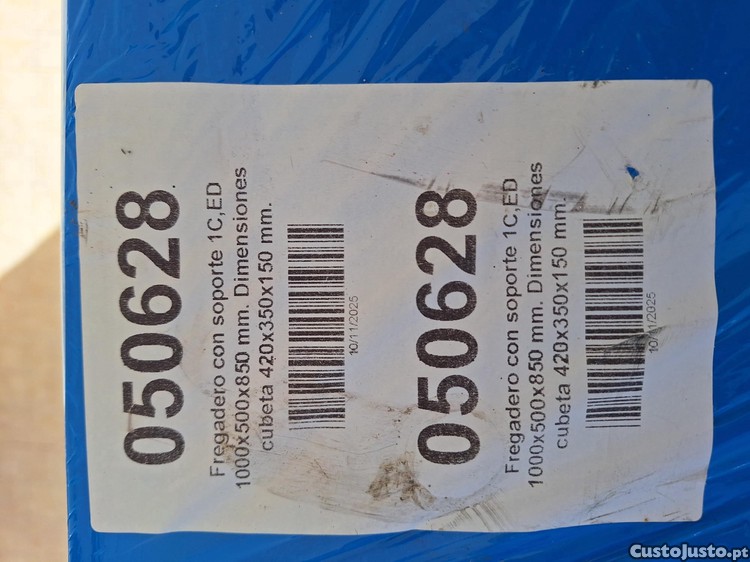 050628
Fregadero con soporte 1C,ED
1000x500x850 mm. Dimensiones
cubeta 420x350x150 mm.
10/11/2025
050628
Fregadero con soporte 1C,ED
1000x500x850 mm. Dimensiones
cubeta 420x350x150 mm.
10/11/2025
CustoJusto.pt